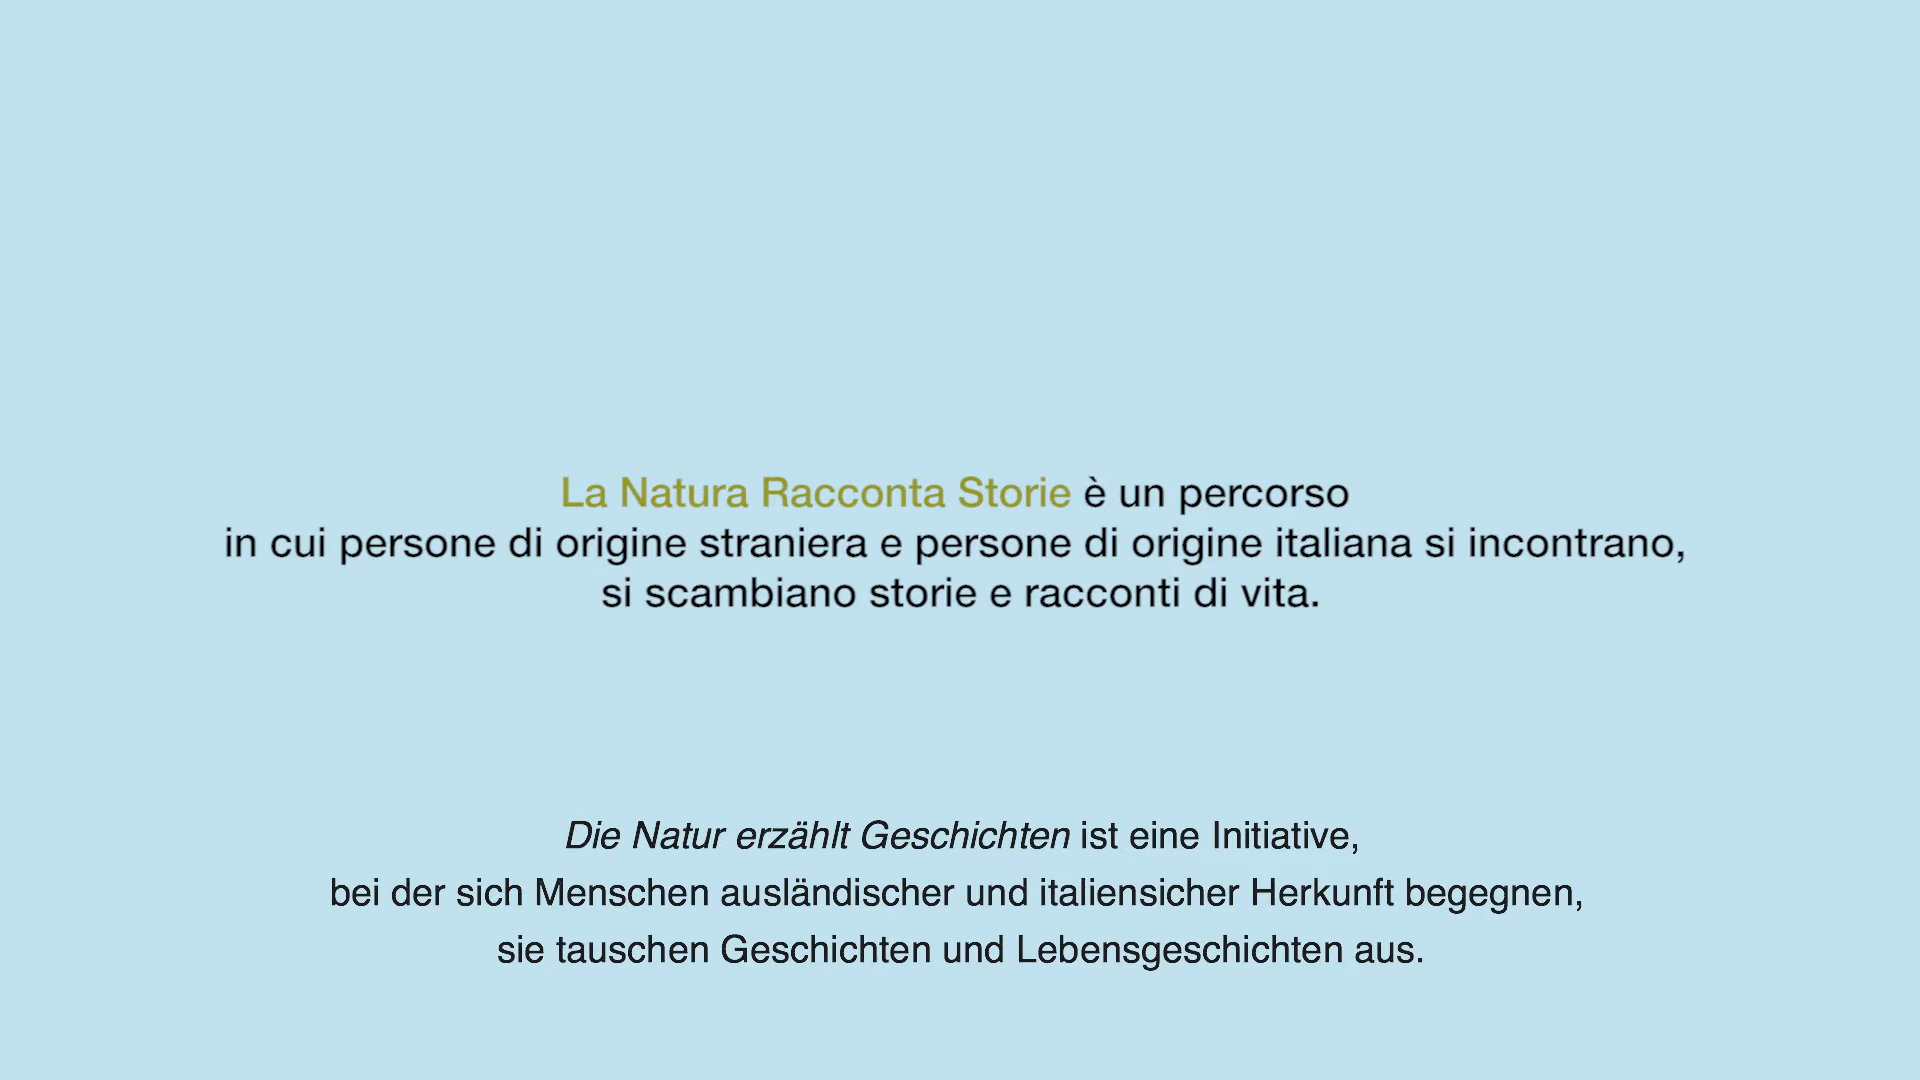 La Natura Racconta Storie è un percorso
in cui persone di origine straniera e persone di origine italiana si incontrano,
si scambiano storie e racconti di vita.
Die Natur erzählt Geschichten ist eine Initiative,
bei der sich Menschen ausländischer und italiensicher Herkunft begegnen,
sie tauschen Geschichten und Lebensgeschichten aus.